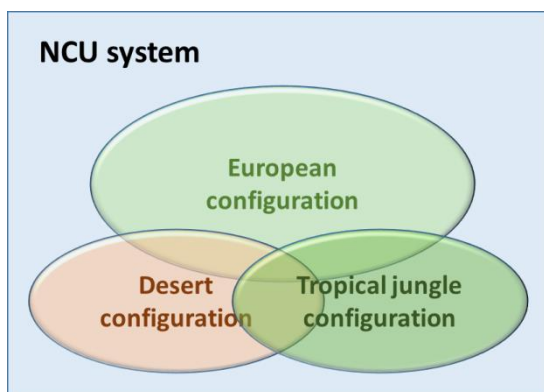 NCU system
European
configuration
Desert
configuration
Tropical jungle
configuration